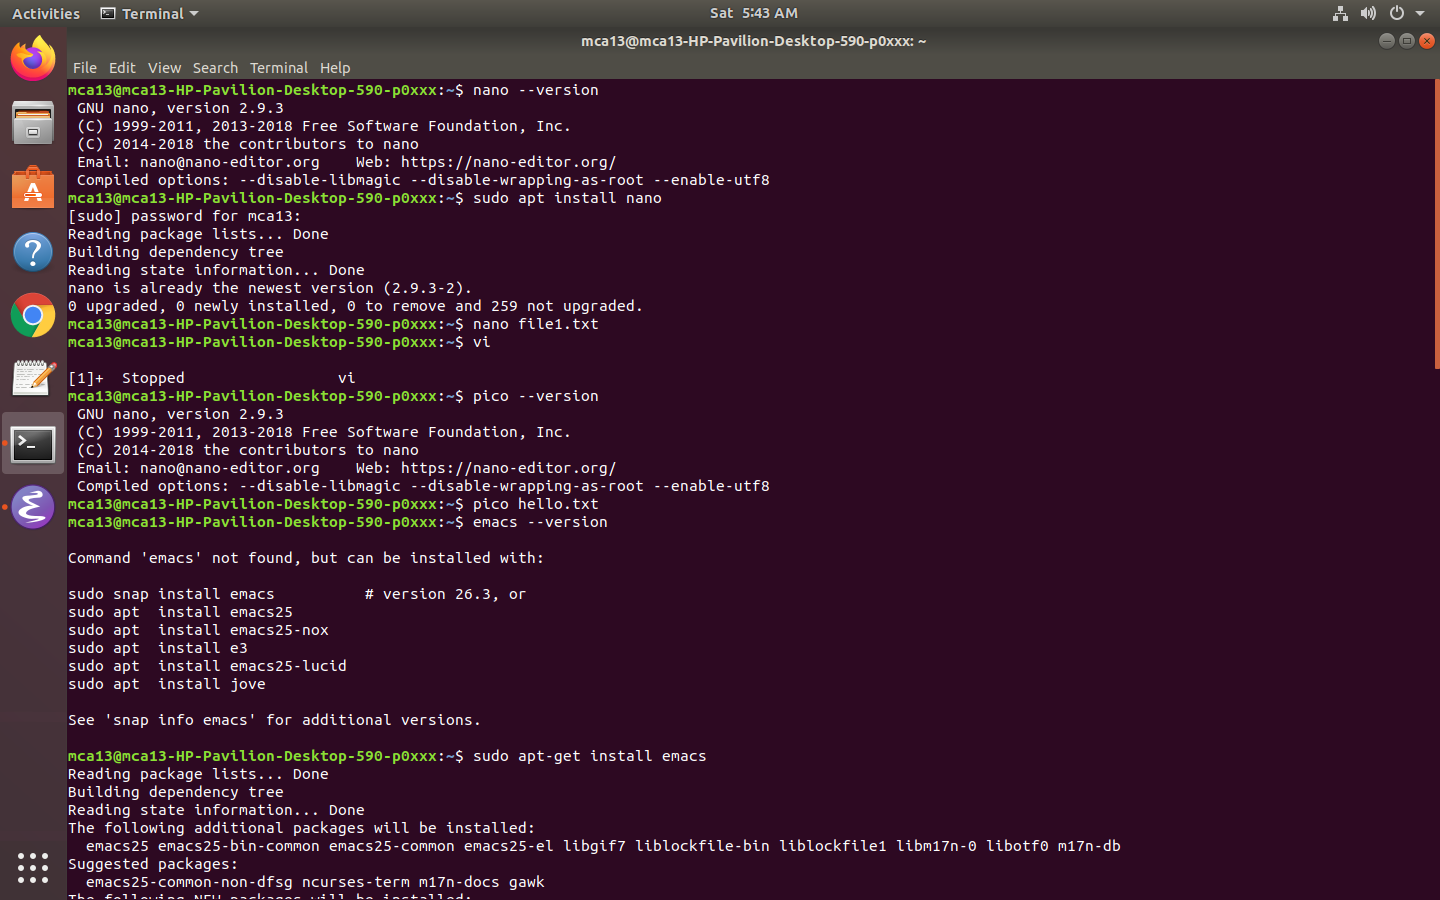 Activities Terminal Sat 5:43 AM
mca13@mca13-HP-Pavilion-Desktop-590-p0xxx: ~
File Edit View Search Terminal Help
mca13@mca13-HP-Pavilion-Desktop-590-p0xxx:~$ nano --version
 GNU nano, version 2.9.3
 (C) 1999-2011, 2013-2018 Free Software Foundation, Inc.
 (C) 2014-2018 the contributors to nano
 Email: nano@nano-editor.org    Web: https://nano-editor.org/
 Compiled options: --disable-libmagic --disable-wrapping-as-root --enable-utf8
mca13@mca13-HP-Pavilion-Desktop-590-p0xxx:~$ sudo apt install nano
[sudo] password for mca13:
Reading package lists... Done
Building dependency tree
Reading state information... Done
nano is already the newest version (2.9.3-2).
0 upgraded, 0 newly installed, 0 to remove and 259 not upgraded.
mca13@mca13-HP-Pavilion-Desktop-590-p0xxx:~$ nano file1.txt
mca13@mca13-HP-Pavilion-Desktop-590-p0xxx:~$ vi
[1]+  Stopped                 vi
mca13@mca13-HP-Pavilion-Desktop-590-p0xxx:~$ pico --version
 GNU nano, version 2.9.3
 (C) 1999-2011, 2013-2018 Free Software Foundation, Inc.
 (C) 2014-2018 the contributors to nano
 Email: nano@nano-editor.org    Web: https://nano-editor.org/
 Compiled options: --disable-libmagic --disable-wrapping-as-root --enable-utf8
mca13@mca13-HP-Pavilion-Desktop-590-p0xxx:~$ pico hello.txt
mca13@mca13-HP-Pavilion-Desktop-590-p0xxx:~$ emacs --version
Command 'emacs' not found, but can be installed with:
sudo snap install emacs          # version 26.3, or
sudo apt  install emacs25
sudo apt  install emacs25-nox
sudo apt  install e3
sudo apt  install emacs25-lucid
sudo apt  install jove
See 'snap info emacs' for additional versions.
mca13@mca13-HP-Pavilion-Desktop-590-p0xxx:~$ sudo apt-get install emacs
Reading package lists... Done
Building dependency tree
Reading state information... Done
The following additional packages will be installed:
  emacs25 emacs25-bin-common emacs25-common emacs25-el libgif7 liblockfile-bin liblockfile1 libm17n-0 libotf0 m17n-db
Suggested packages:
  emacs25-common-non-dfsg ncurses-term m17n-docs gawk
The following NEW packages will be installed: